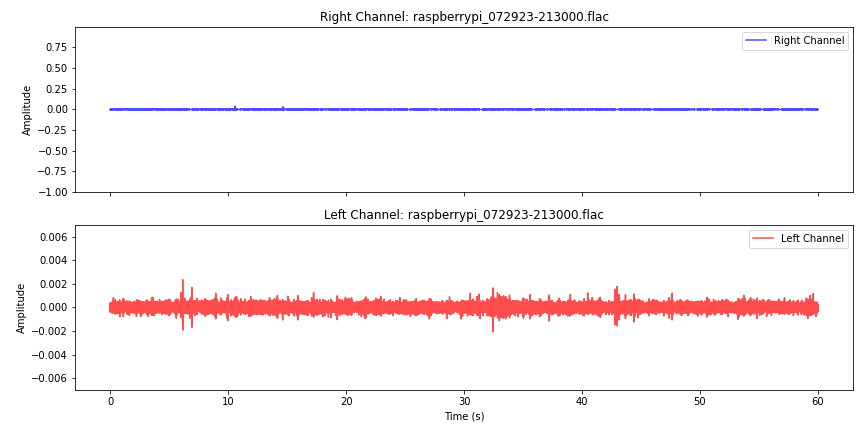 Right Channel: raspberrypi_072923-213000.flac
Right Channel
Amplitude
0.75
0.50
0.25
0.00
−0.25
−0.50
−0.75
−1.00
Left Channel: raspberrypi_072923-213000.flac
Left Channel
Amplitude
0.006
0.004
0.002
0.000
−0.002
−0.004
−0.006
0 10 20 30 40 50 60
Time (s)